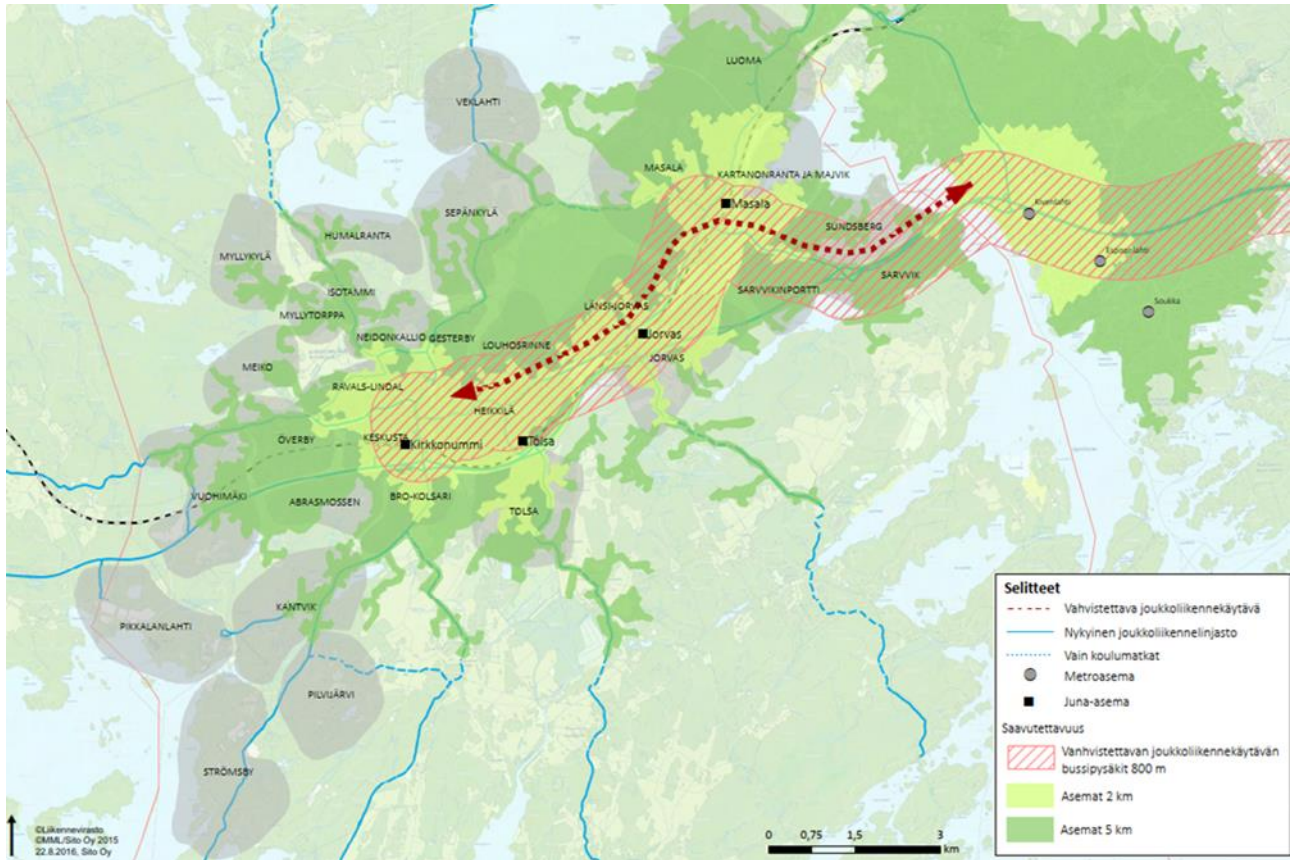 LUOMA
VEKLAHTI
MASALA
KARTANONRANTA JA MAJVIK
Masala
SEPÄNKYLÄ
SUNDSBERG
Kivenlahti
HUMALRANTA
MYLLYKYLÄ
SARVVIK
SARVVIKINPORTTI
ISOTAMMI
LÄNSI-JORVAS
Soukka
MYLLYTORPPA
NEIDONKALLIO
GESTERBY
LOUHOSRINNE
Jorvas
JORVAS
MEIKO
RAVALS-LINDAL
HEIKKILÄ
ÖVERBY
KESKUSTA
Kirkkonummi
Tolsa
VUOHIMÄKI
ABRASMOSSEN
BRO-KOLSARI
TOLSA
KANTVIK
PIKKALANLAHTI
PILVIJÄRVI
STRÖMSBY
Selitteet
Vahvistettava joukkoliikennekäytävä
Nykyinen joukkoliikennelinjasto
Vain koulumatkat
Metroasema
Juna-asema
Saavutettavuus
Vanhvistettavan joukkoliikennekäytävän
bussipysäkit 800 m
Asemat 2 km
Asemat 5 km
0 0,75 1,5 3
km
©Liikennevirasto
©MML/Sito Oy 2015
22.8.2016, Sito Oy